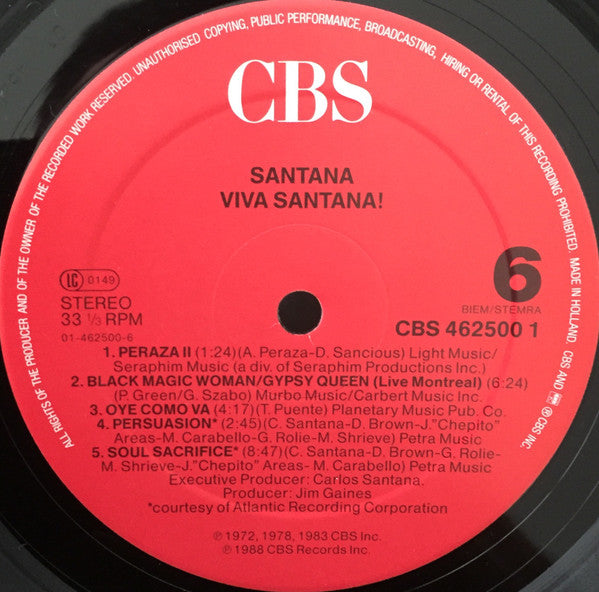 ALL RIGHTS OF THE PRODUCER AND OF THE OWNER OF THE RECORDED WORK RESERVED. UNAUTHORISED COPYING, PUBLIC PERFORMANCE, BROADCASTING, HIRING OR RENTAL OF THIS RECORDING PROHIBITED. MADE IN HOLLAND. CBS AND ® © CBS INC.
CBS
SANTANA
VIVA SANTANA!
LC 0149
6
STEREO
BIEM/STEMRA
33 1/3 RPM
CBS 462500 1
01-462500-6
1. PERAZA II (1:24)(A. Peraza-D. Sancious) Light Music/
Seraphim Music (a div. of Seraphim Productions Inc.)
2. BLACK MAGIC WOMAN/GYPSY QUEEN (Live Montreal) (6:24)
(P. Green/G. Szabo) Murbo Music/Carbert Music Inc.
3. OYE COMO VA (4:17)(T. Puente) Planetary Music Pub. Co.
4. PERSUASION* (2:45)(C. Santana-D. Brown-J."Chepito"
Areas-M. Carabello-G. Rolie-M. Shrieve) Petra Music
5. SOUL SACRIFICE* (8:47)(C. Santana-D. Brown-G. Rolie-
M. Shrieve-J."Chepito" Areas- M. Carabello) Petra Music
Executive Producer: Carlos Santana.
Producer: Jim Gaines
*courtesy of Atlantic Recording Corporation
℗ 1972, 1978, 1983 CBS Inc.
℗ 1988 CBS Records Inc.